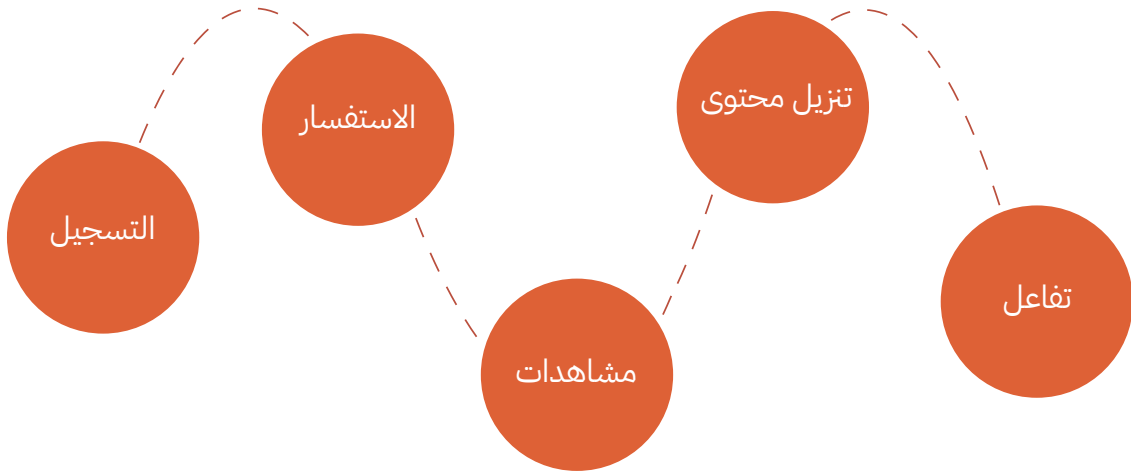 تفاعل
تنزيل محتوى
مشاهدات
الاستفسار
التسجيل